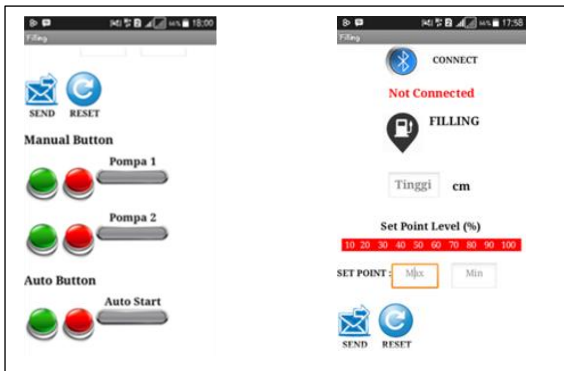 18:00
Filling
SEND RESET
Manual Button
Pompa 1
Pompa 2
Auto Button
Auto Start
17:58
Filling
CONNECT
Not Connected
FILLING
Tinggi cm
Set Point Level (%)
10 20 30 40 50 60 70 80 90 100
SET POINT : Max Min
SEND RESET